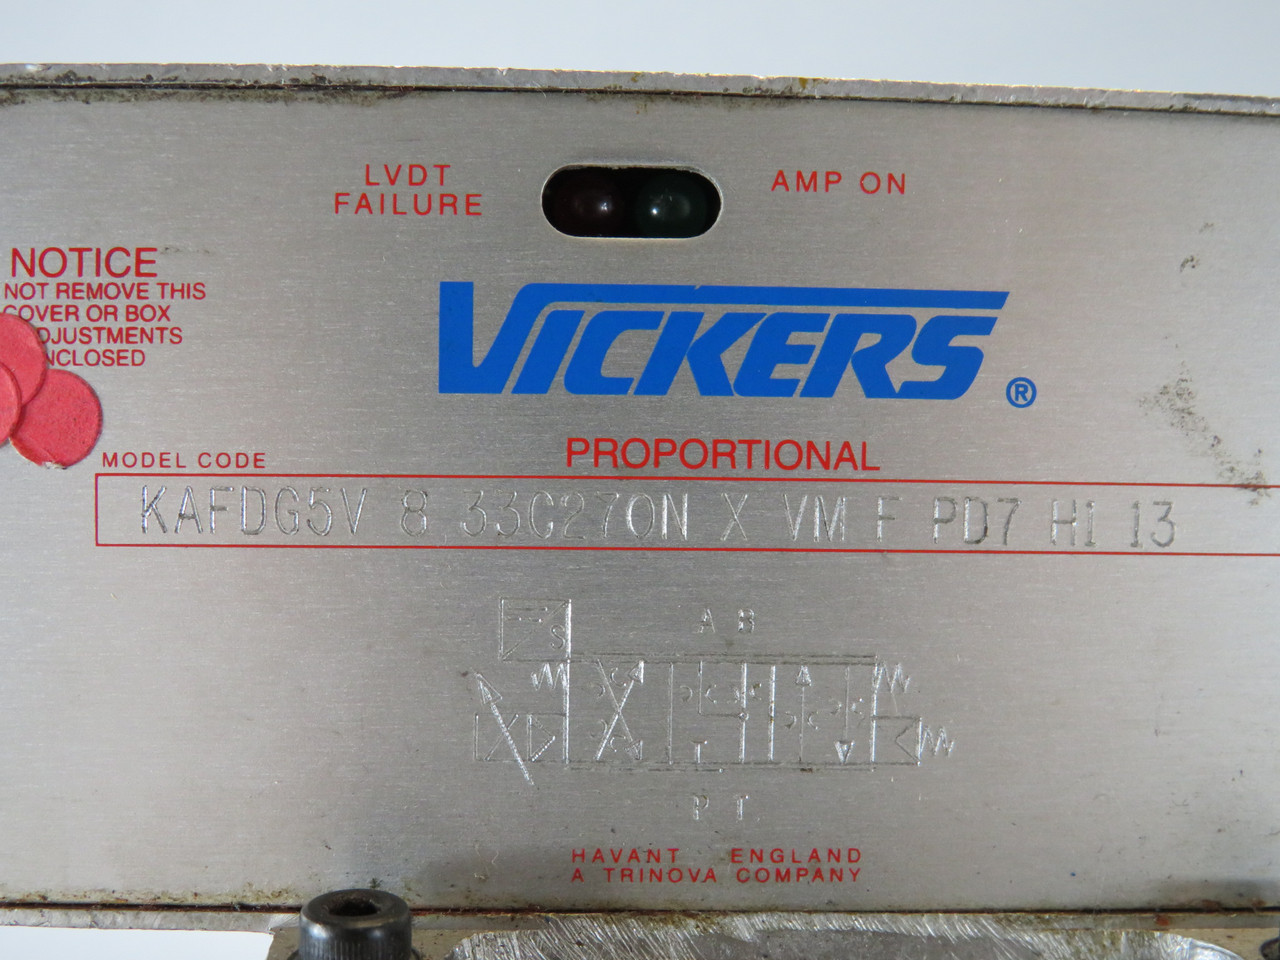 LVDT
FAILURE
AMP ON
NOTICE
NOT REMOVE THIS
COVER OR BOX
DJUSTMENTS
NCLOSED
VICKERS®
PROPORTIONAL
MODEL CODE
KAFDG5V 8 33C270N X VM F PD7 H1 13
S
A B
P T
HAVANT ENGLAND
A TRINOVA COMPANY